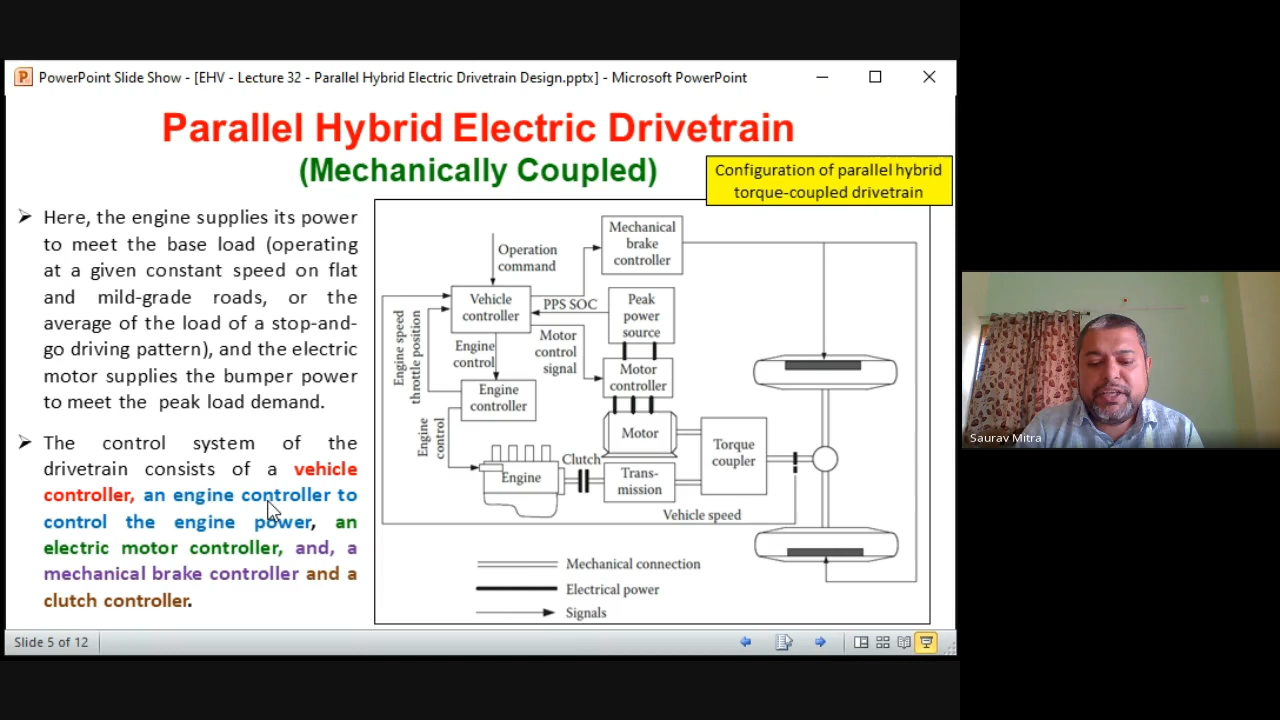 PowerPoint Slide Show - [EHV - Lecture 32 - Parallel Hybrid Electric Drivetrain Design.pptx] - Microsoft PowerPoint
Parallel Hybrid Electric Drivetrain
(Mechanically Coupled)
Configuration of parallel hybrid
torque-coupled drivetrain
➢ Here, the engine supplies its power
to meet the base load (operating
at a given constant speed on flat
and mild-grade roads, or the
average of the load of a stop-and-
go driving pattern), and the electric
motor supplies the bumper power
to meet the peak load demand.
➢ The control system of the
drivetrain consists of a vehicle
controller, an engine controller to
control the engine power, an
electric motor controller, and, a
mechanical brake controller and a
clutch controller.
Operation
command
Mechanical
brake
controller
Vehicle
controller
PPS SOC
Peak
power
source
Engine speed
throttle position
Engine
control
Motor
control
signal
Motor
controller
Engine
controller
Engine
control
Motor
Torque
coupler
Clutch
Engine
Trans-
mission
Vehicle speed
Mechanical connection
Electrical power
Signals
Saurav Mitra
Slide 5 of 12